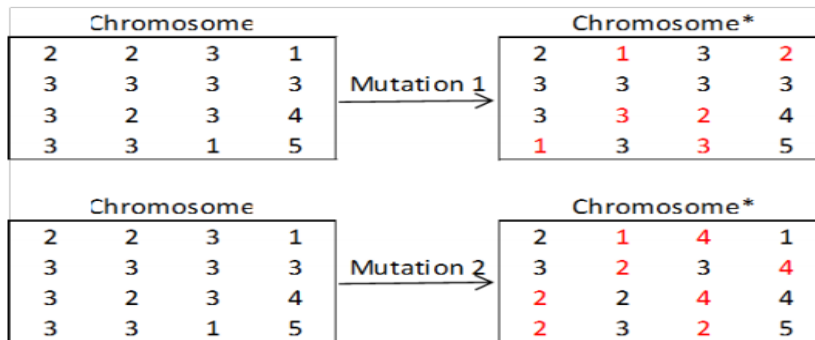 Chromosome Chromosome*
2 2 3 1 2 1 3 2
3 3 3 3 Mutation 1 3 3 3 3
3 2 3 4 3 3 2 4
3 3 1 5 1 3 3 5
Chromosome Chromosome*
2 2 3 1 2 1 4 1
3 3 3 3 Mutation 2 3 2 3 4
3 2 3 4 2 2 4 4
3 3 1 5 2 3 2 5